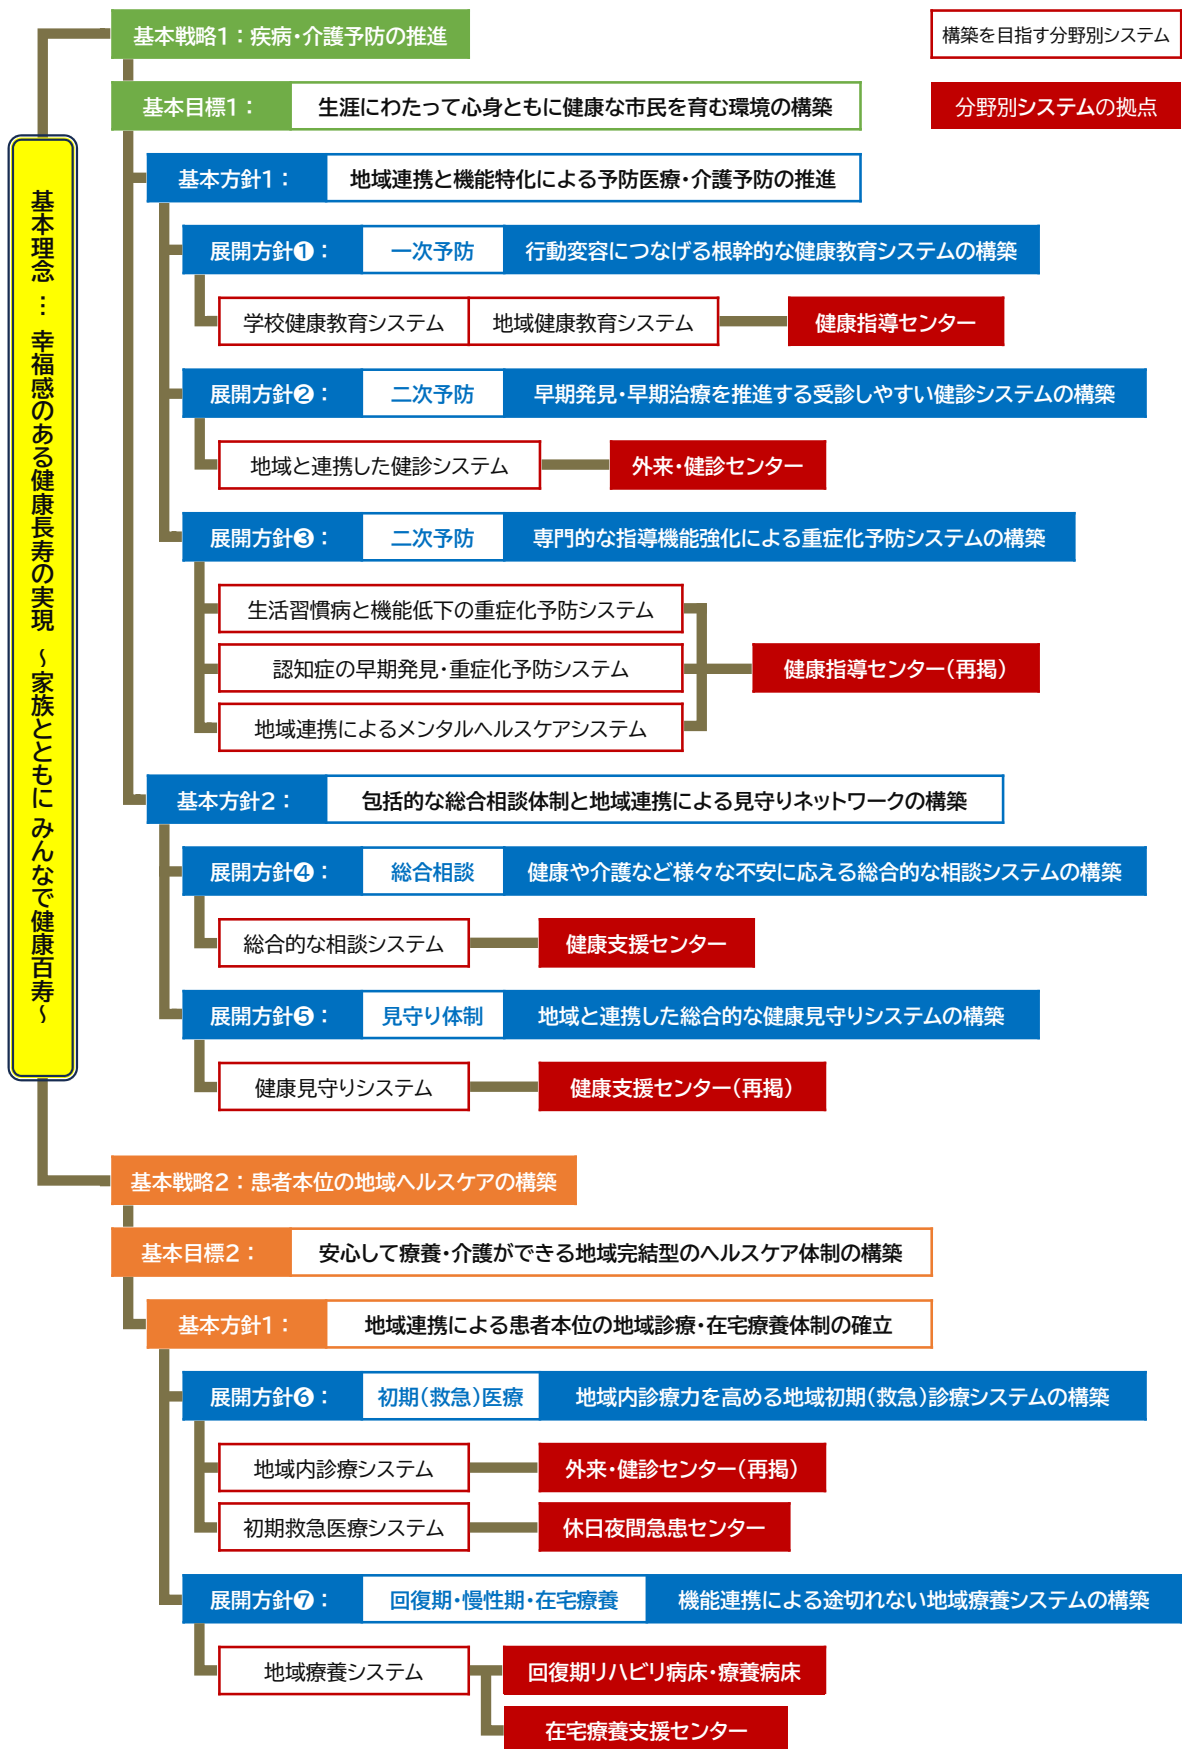 基本戦略1：疾病・介護予防の推進
構築を目指す分野別システム
基本目標1：
生涯にわたって心身ともに健康な市民を育む環境の構築
分野別システムの拠点
基本理念 … 幸福感のある健康長寿の実現 ～家族とともに みんなで健康百寿～
基本方針1：
地域連携と機能特化による予防医療・介護予防の推進
展開方針❶：
一次予防
行動変容につなげる根幹的な健康教育システムの構築
学校健康教育システム
地域健康教育システム
健康指導センター
展開方針❷：
二次予防
早期発見・早期治療を推進する受診しやすい健診システムの構築
地域と連携した健診システム
外来・健診センター
展開方針❸：
二次予防
専門的な指導機能強化による重症化予防システムの構築
生活習慣病と機能低下の重症化予防システム
認知症の早期発見・重症化予防システム
健康指導センター（再掲）
地域連携によるメンタルヘルスケアシステム
基本方針2：
包括的な総合相談体制と地域連携による見守りネットワークの構築
展開方針❹：
総合相談
健康や介護など様々な不安に応える総合的な相談システムの構築
総合的な相談システム
健康支援センター
展開方針❺：
見守り体制
地域と連携した総合的な健康見守りシステムの構築
健康見守りシステム
健康支援センター（再掲）
基本戦略2：患者本位の地域ヘルスケアの構築
基本目標2：
安心して療養・介護ができる地域完結型のヘルスケア体制の構築
基本方針1：
地域連携による患者本位の地域診療・在宅療養体制の確立
展開方針❻：
初期（救急）医療
地域内診療力を高める地域初期（救急）診療システムの構築
地域内診療システム
外来・健診センター（再掲）
初期救急医療システム
休日夜間急患センター
展開方針❼：
回復期・慢性期・在宅療養
機能連携による途切れない地域療養システムの構築
地域療養システム
回復期リハビリ病床・療養病床
在宅療養支援センター